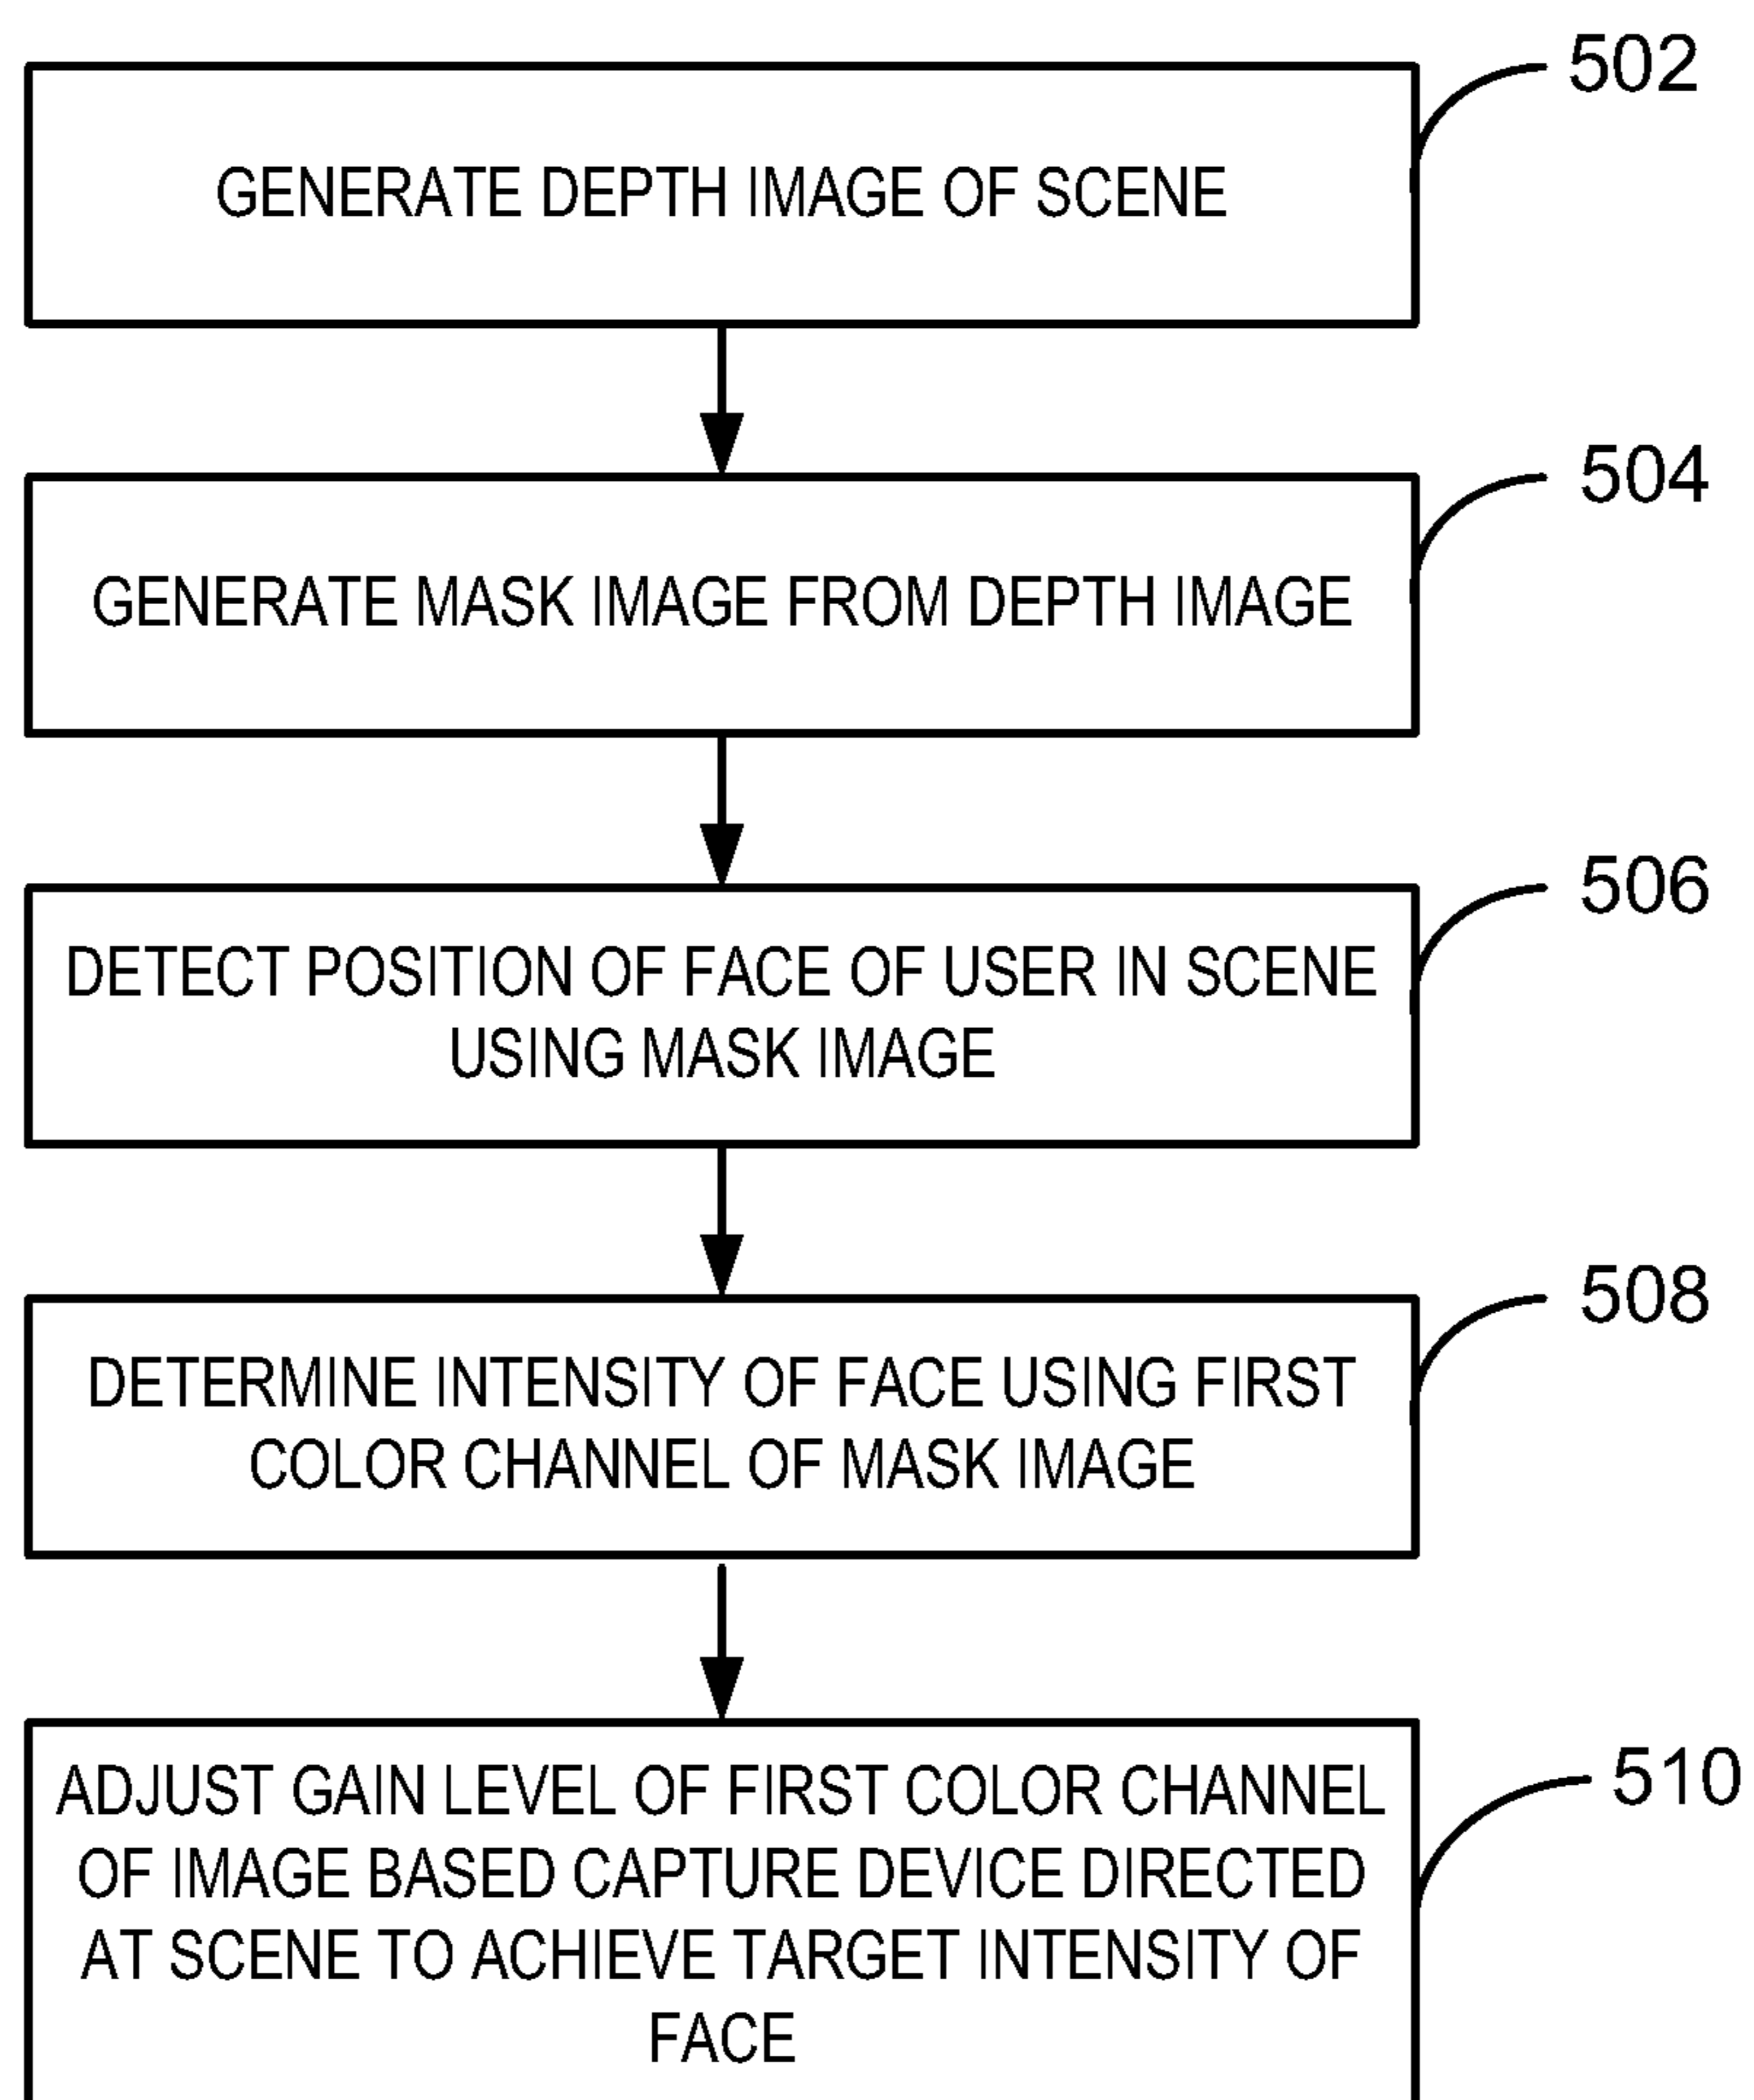 502
GENERATE DEPTH IMAGE OF SCENE
504
GENERATE MASK IMAGE FROM DEPTH IMAGE
506
DETECT POSITION OF FACE OF USER IN SCENE
USING MASK IMAGE
508
DETERMINE INTENSITY OF FACE USING FIRST
COLOR CHANNEL OF MASK IMAGE
510
ADJUST GAIN LEVEL OF FIRST COLOR CHANNEL
OF IMAGE BASED CAPTURE DEVICE DIRECTED
AT SCENE TO ACHIEVE TARGET INTENSITY OF
FACE